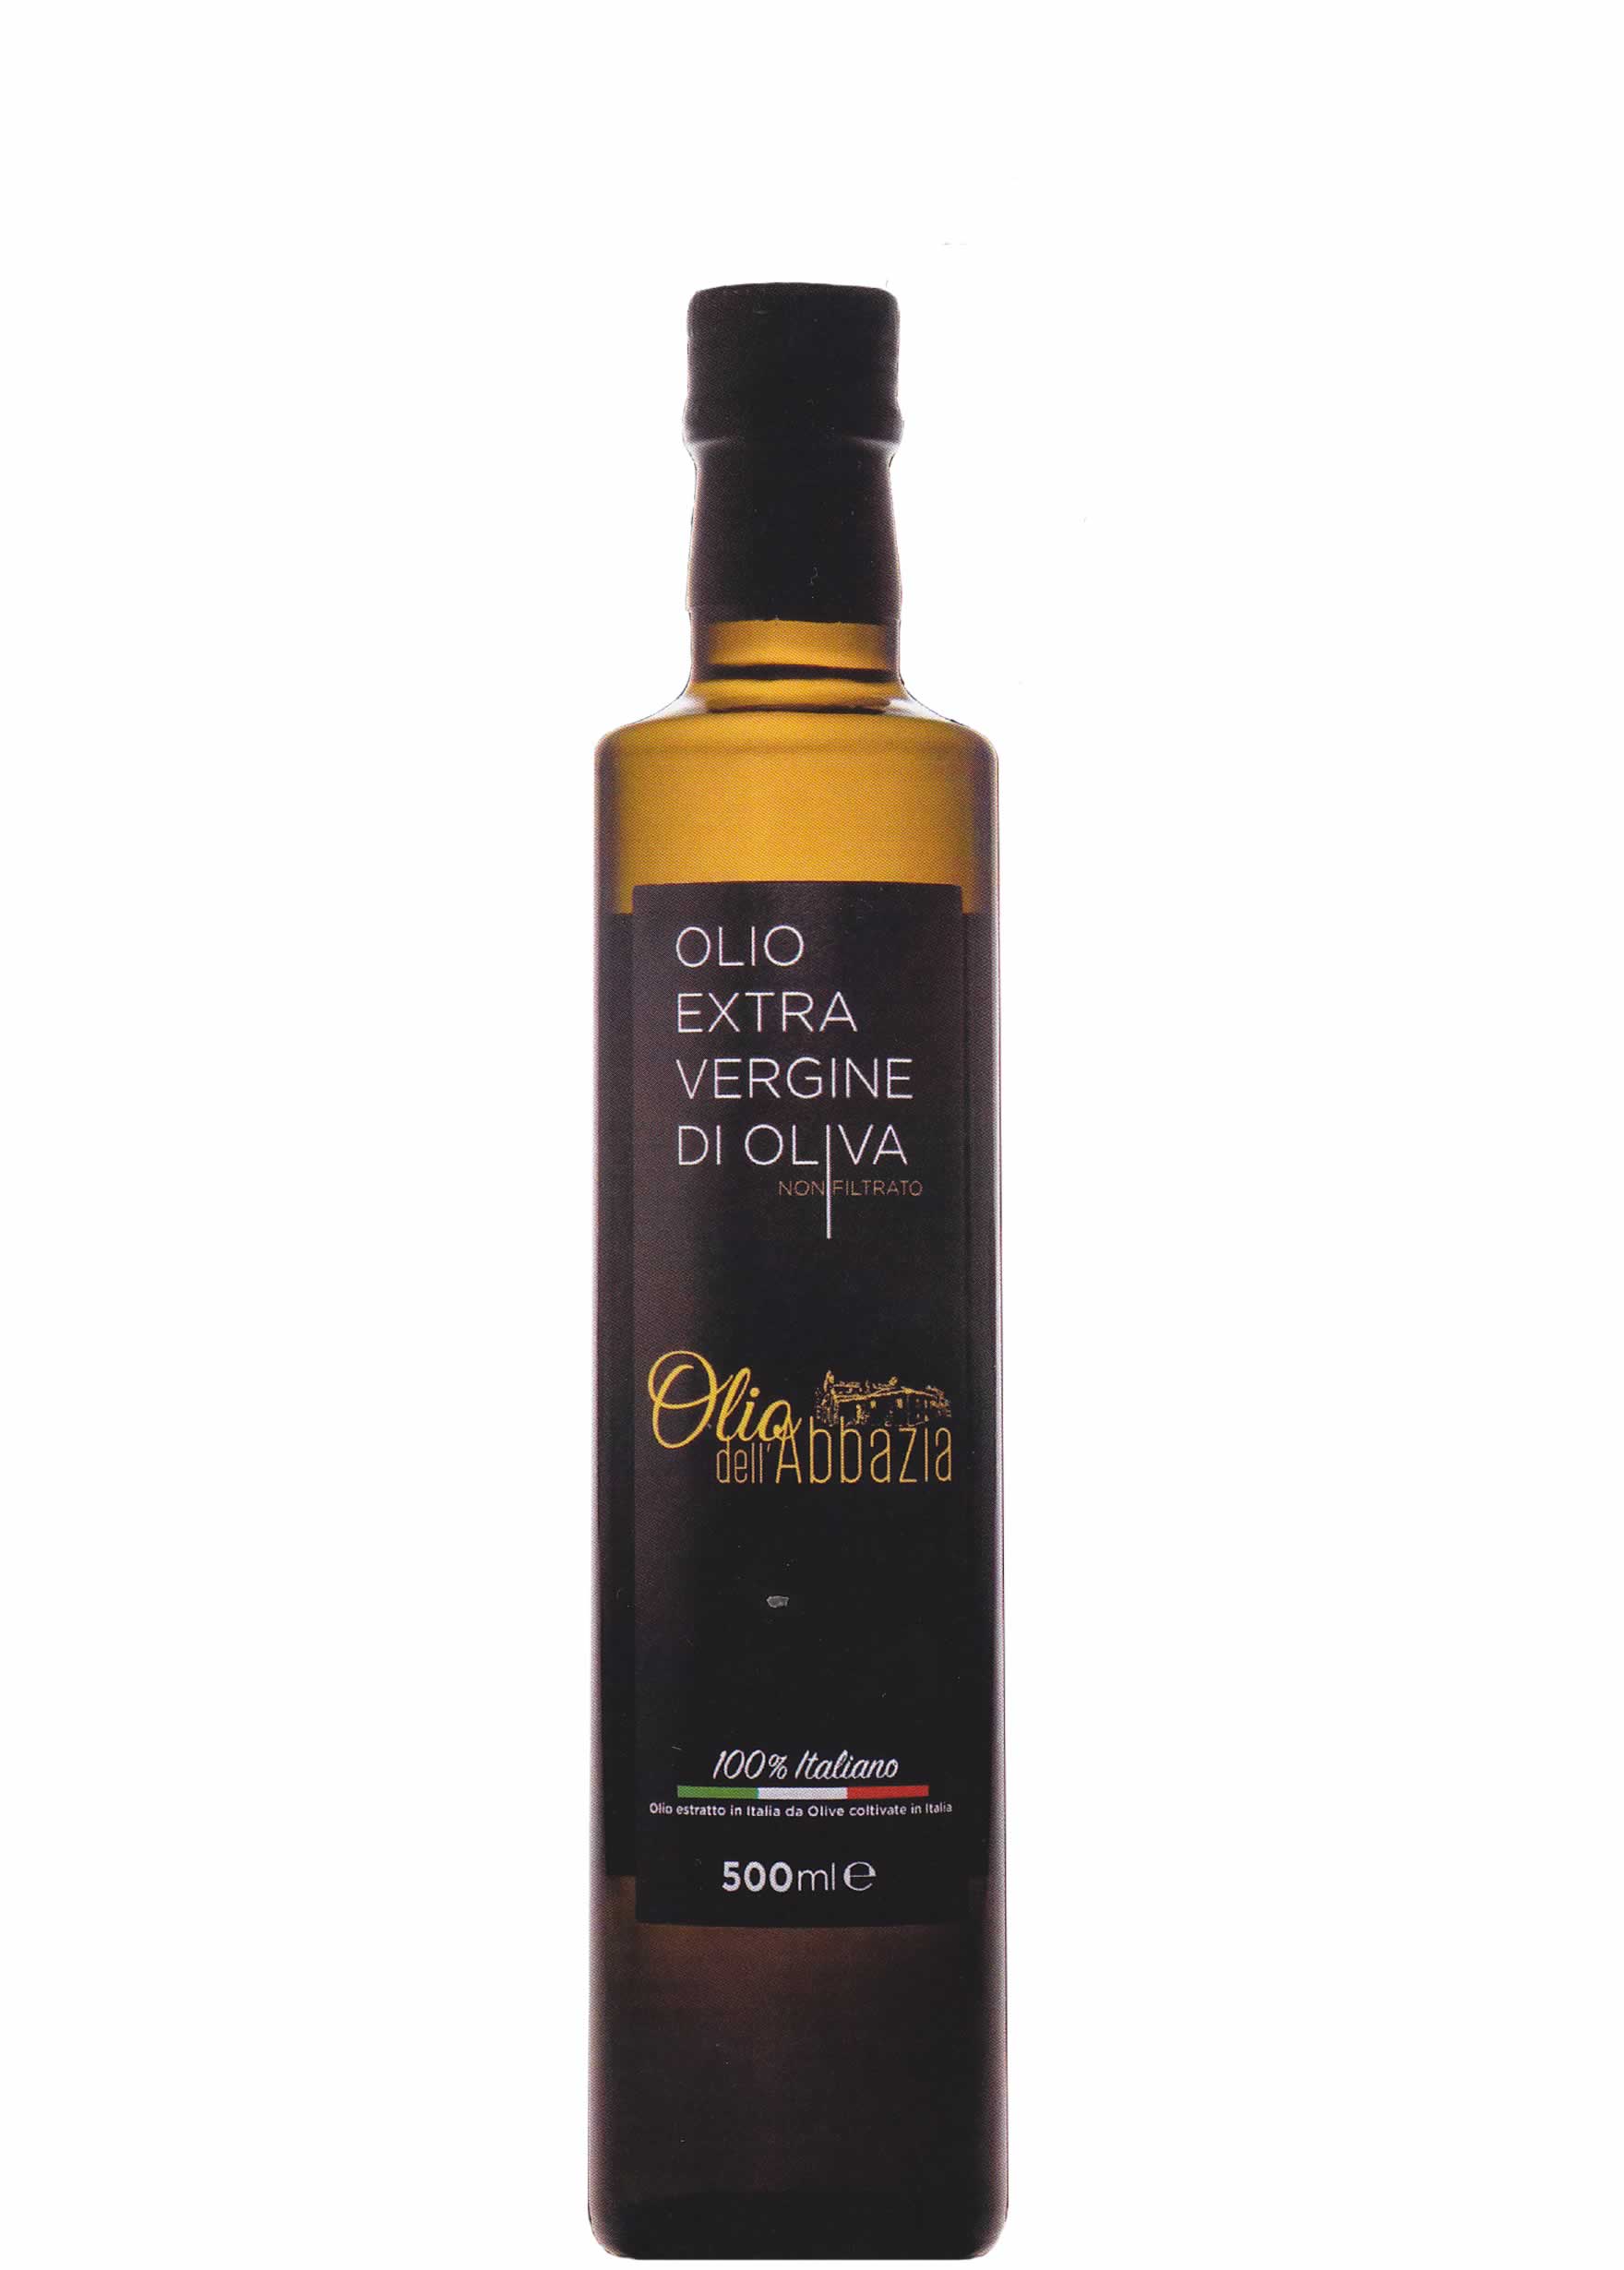 OLIO
EXTRA
VERGINE
DI OLIVA
NON FILTRATO
Olio
dell'Abbazia
100% Italiano
Olio estratto in Italia da Olive coltivate in Italia
500ml ℮